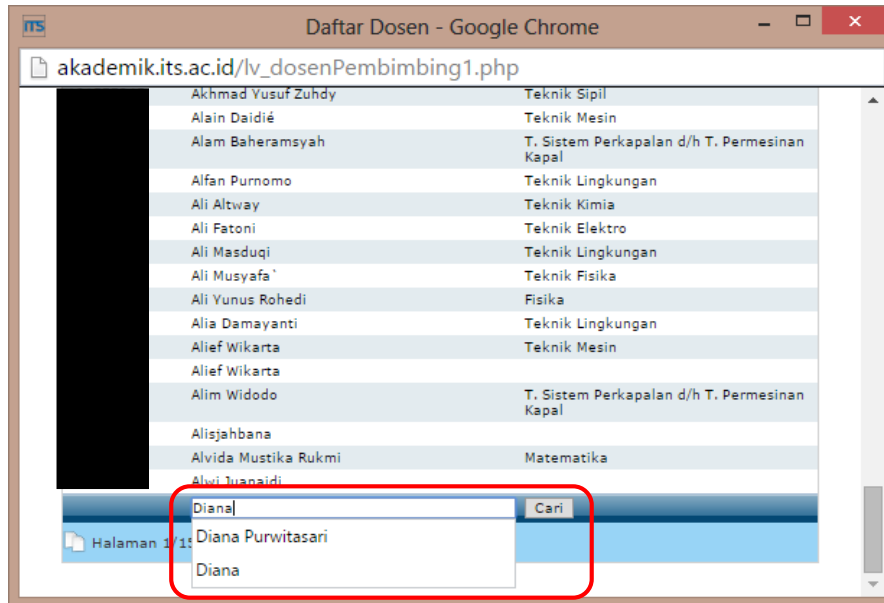 ITS
Daftar Dosen - Google Chrome
akademik.its.ac.id/lv_dosenPembimbing1.php
Akhmad Yusuf Zuhdy Teknik Sipil
Alain Daidié Teknik Mesin
Alam Baheramsyah T. Sistem Perkapalan d/h T. Permesinan
Kapal
Alfan Purnomo Teknik Lingkungan
Ali Altway Teknik Kimia
Ali Fatoni Teknik Elektro
Ali Masduqi Teknik Lingkungan
Ali Musyafa` Teknik Fisika
Ali Yunus Rohedi Fisika
Alia Damayanti Teknik Lingkungan
Alief Wikarta Teknik Mesin
Alief Wikarta
Alim Widodo T. Sistem Perkapalan d/h T. Permesinan
Kapal
Alisjahbana
Alvida Mustika Rukmi Matematika
Alwi Juanaidi
Diana Cari
Halaman
Diana Purwitasari
Diana